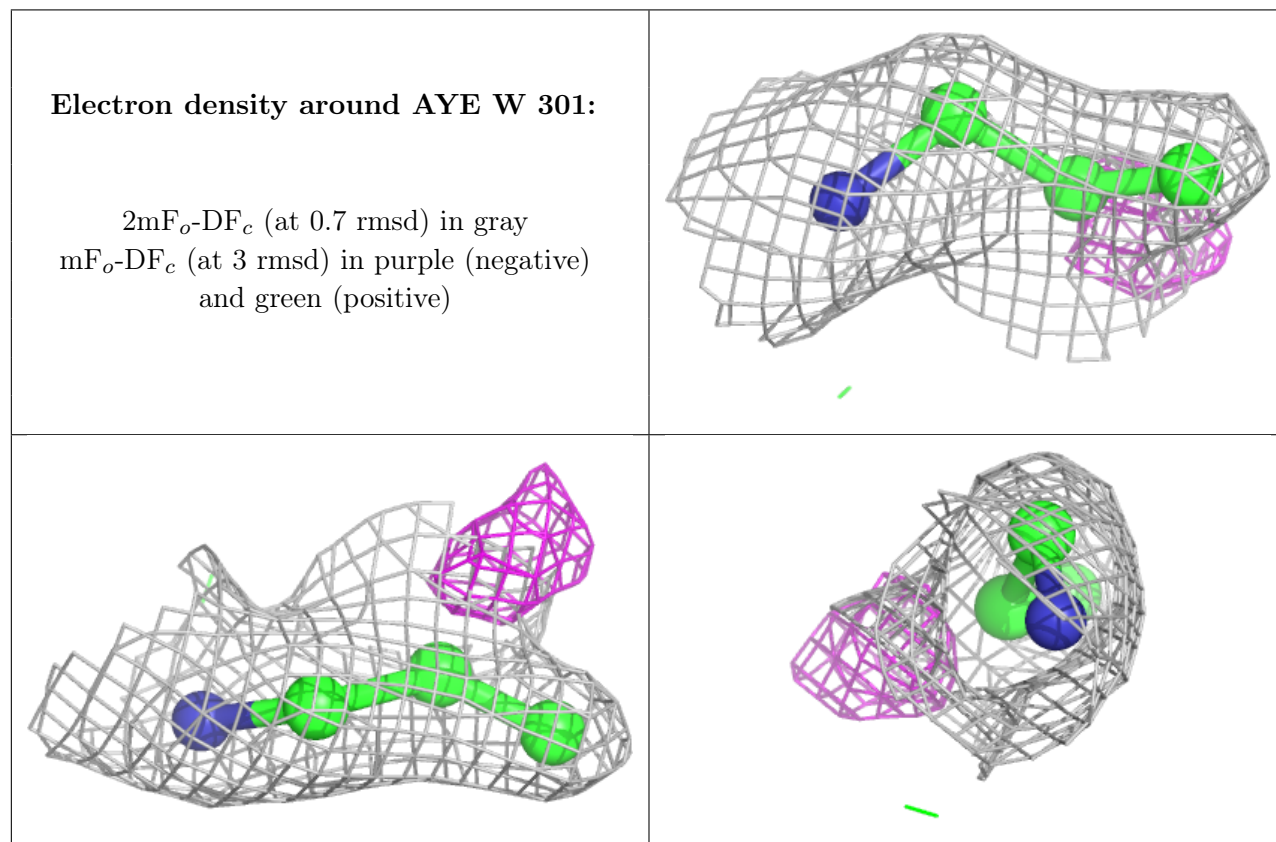 Electron density around AYE W 301:
2mFo-DFc (at 0.7 rmsd) in gray
mFo-DFc (at 3 rmsd) in purple (negative)
and green (positive)